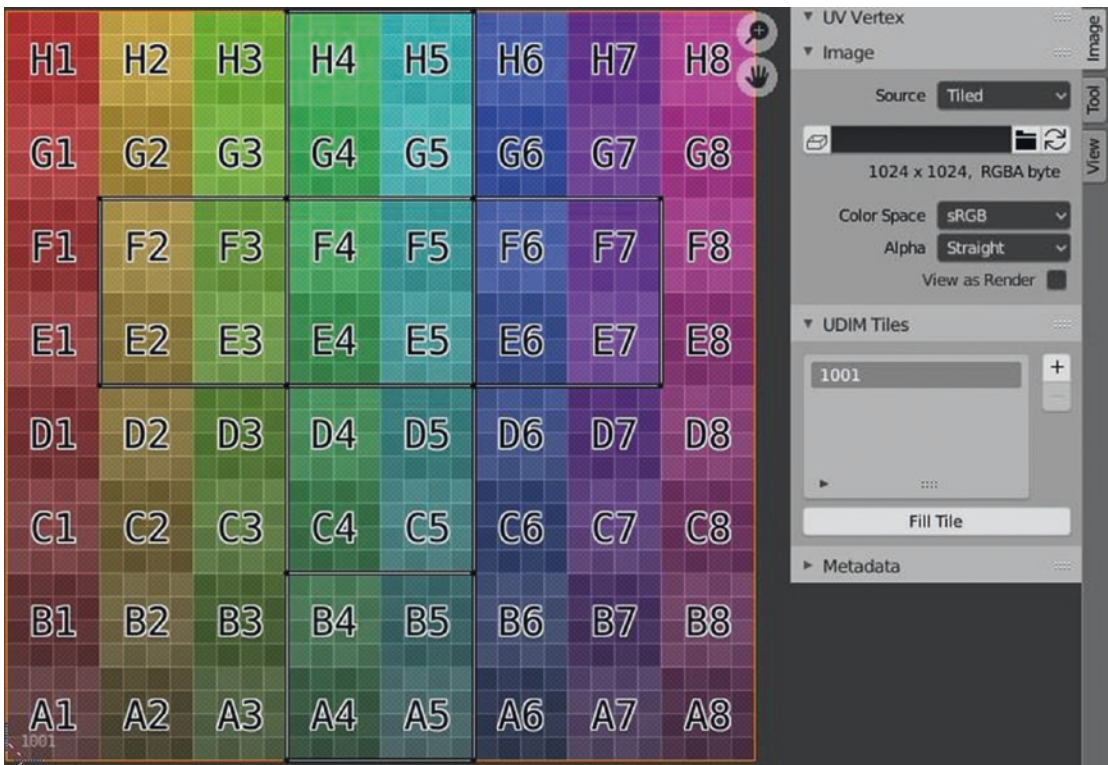 H1 H2 H3 H4 H5 H6 H7 H8
G1 G2 G3 G4 G5 G6 G7 G8
F1 F2 F3 F4 F5 F6 F7 F8
E1 E2 E3 E4 E5 E6 E7 E8
D1 D2 D3 D4 D5 D6 D7 D8
C1 C2 C3 C4 C5 C6 C7 C8
B1 B2 B3 B4 B5 B6 B7 B8
A1 A2 A3 A4 A5 A6 A7 A8
1001
UV Vertex
Image
Source Tiled
1024 x 1024, RGBA byte
Color Space sRGB
Alpha Straight
View as Render
UDIM Tiles
1001
+
Fill Tile
Metadata
Image
Tool
View